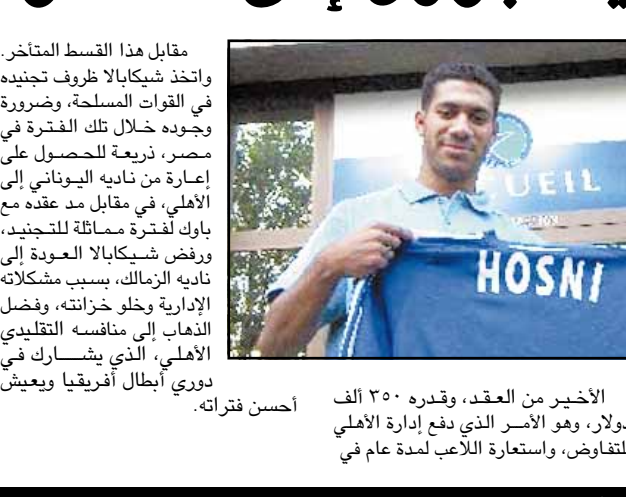 CUEIL
HOSNI
الأخير من العقد، وقدره ٣٥٠ ألف
دولار، وهو الأمر الذي دفع إدارة الأهلي
للتفاوض، واستعارة اللاعب لمدة عام في
مقابل هذا القسط المتأخر.
واتخذ شيكابالا ظروف تجنيده
في القوات المسلحة، وضرورة
وجوده خلال تلك الفترة في
مصر، ذريعة للحصول على
إعارة من ناديه اليوناني إلى
الأهلي، في مقابل مد عقده مع
باوك لفترة مماثلة للتجنيد،
ورفض شيكابالا العودة إلى
ناديه الزمالك، بسبب مشكلاته
الإدارية وخلو خزانته، وفضل
الذهاب إلى منافسه التقليدي
الأهلي، الذي يشارك في
دوري أبطال أفريقيا ويعيش
أحسن فتراته.